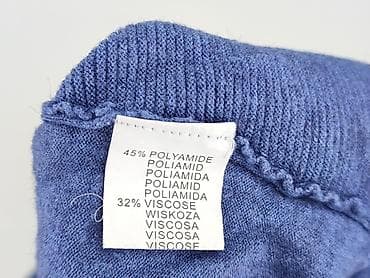 45% POLYAMIDE
POLIAMID
POLIAMIDA
POLIAMID
POLIAMIDA
32% VISCOSE
WISKOZA
VISCOSA
VISCOSA
VISCOSE